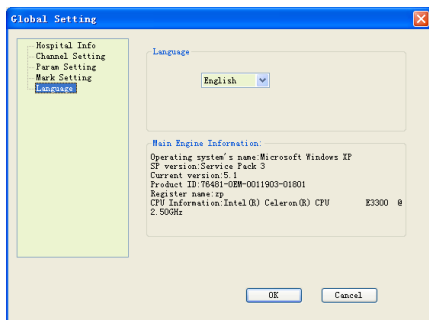 Global Setting
Hospital Info
Channel Setting
Param Setting
Mark Setting
Language
Language
English
Main Engine Information:
Operating system's name:Microsoft Windows XP
SP version:Service Pack 3
Current version:5.1
Product ID:76481-OEM-0011903-01801
Register name:zp
CPU Information:Intel(R) Celeron(R) CPU E3300 @
2.50GHz
OK Cancel